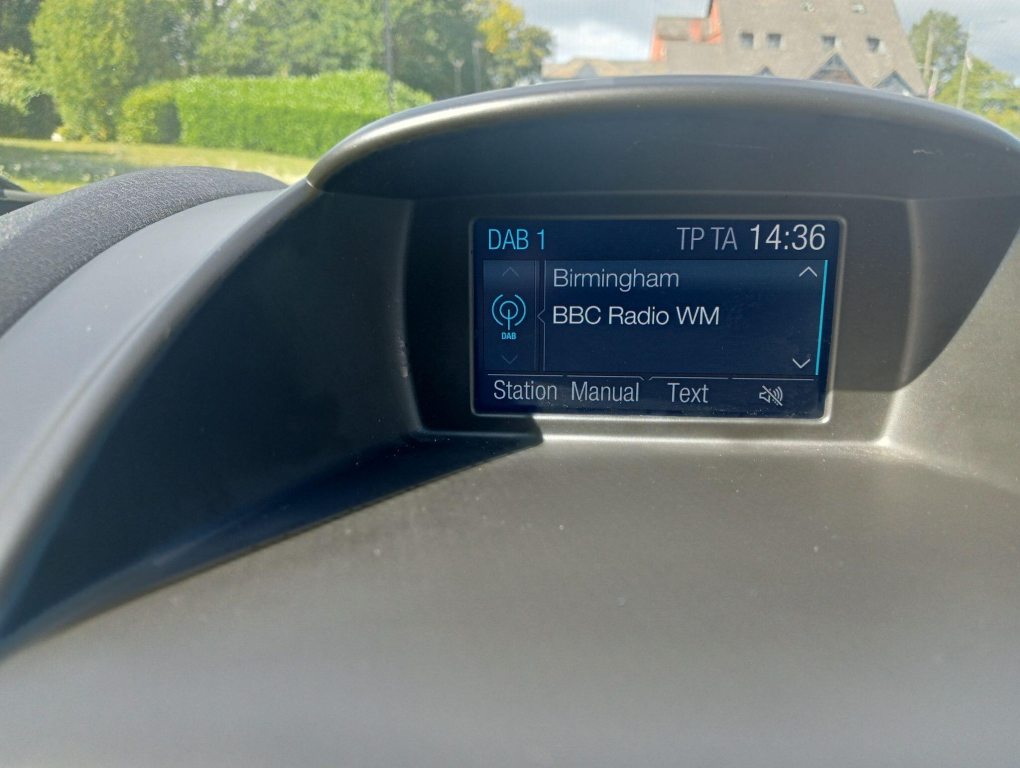 DAB 1 TP TA 14:36
Birmingham
BBC Radio WM
DAB
Station Manual Text